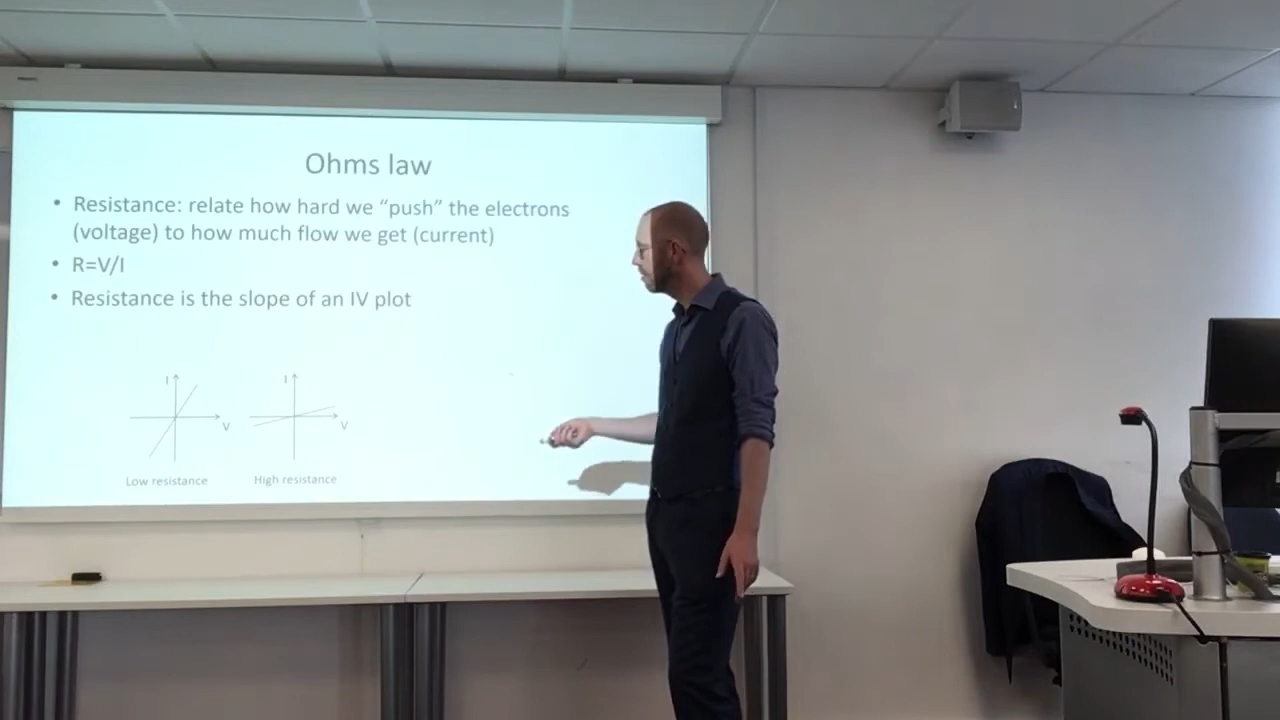 Ohms law
• Resistance: relate how hard we “push” the electrons
(voltage) to how much flow we get (current)
• R=V/I
• Resistance is the slope of an IV plot
I
V
Low resistance
I
V
High resistance